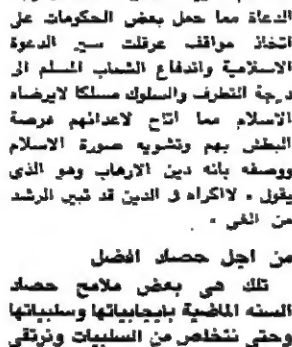 الدعاة مما حمل بعض الحكومات على
اتخاذ مواقف عرقلت سير الدعوة
الاسلامية واندفاع الشباب المسلم الى
درجة التطرف والسلوك مسلكا لايرضاه
الاسلام مما اتاح لاعدائهم فرصة
البطش بهم وتشويه صورة الاسلام
ووصفه بانه دين الارهاب وهو الذي
يقول « لااكراه في الدين قد تبين الرشد
من الغى » .
من اجل حصاد افضل
تلك هي بعض ملامح حصاد
السنه الماضية بايجابياتها وسلبياتها
وحتى نتخلص من السلبيات ونرتقى